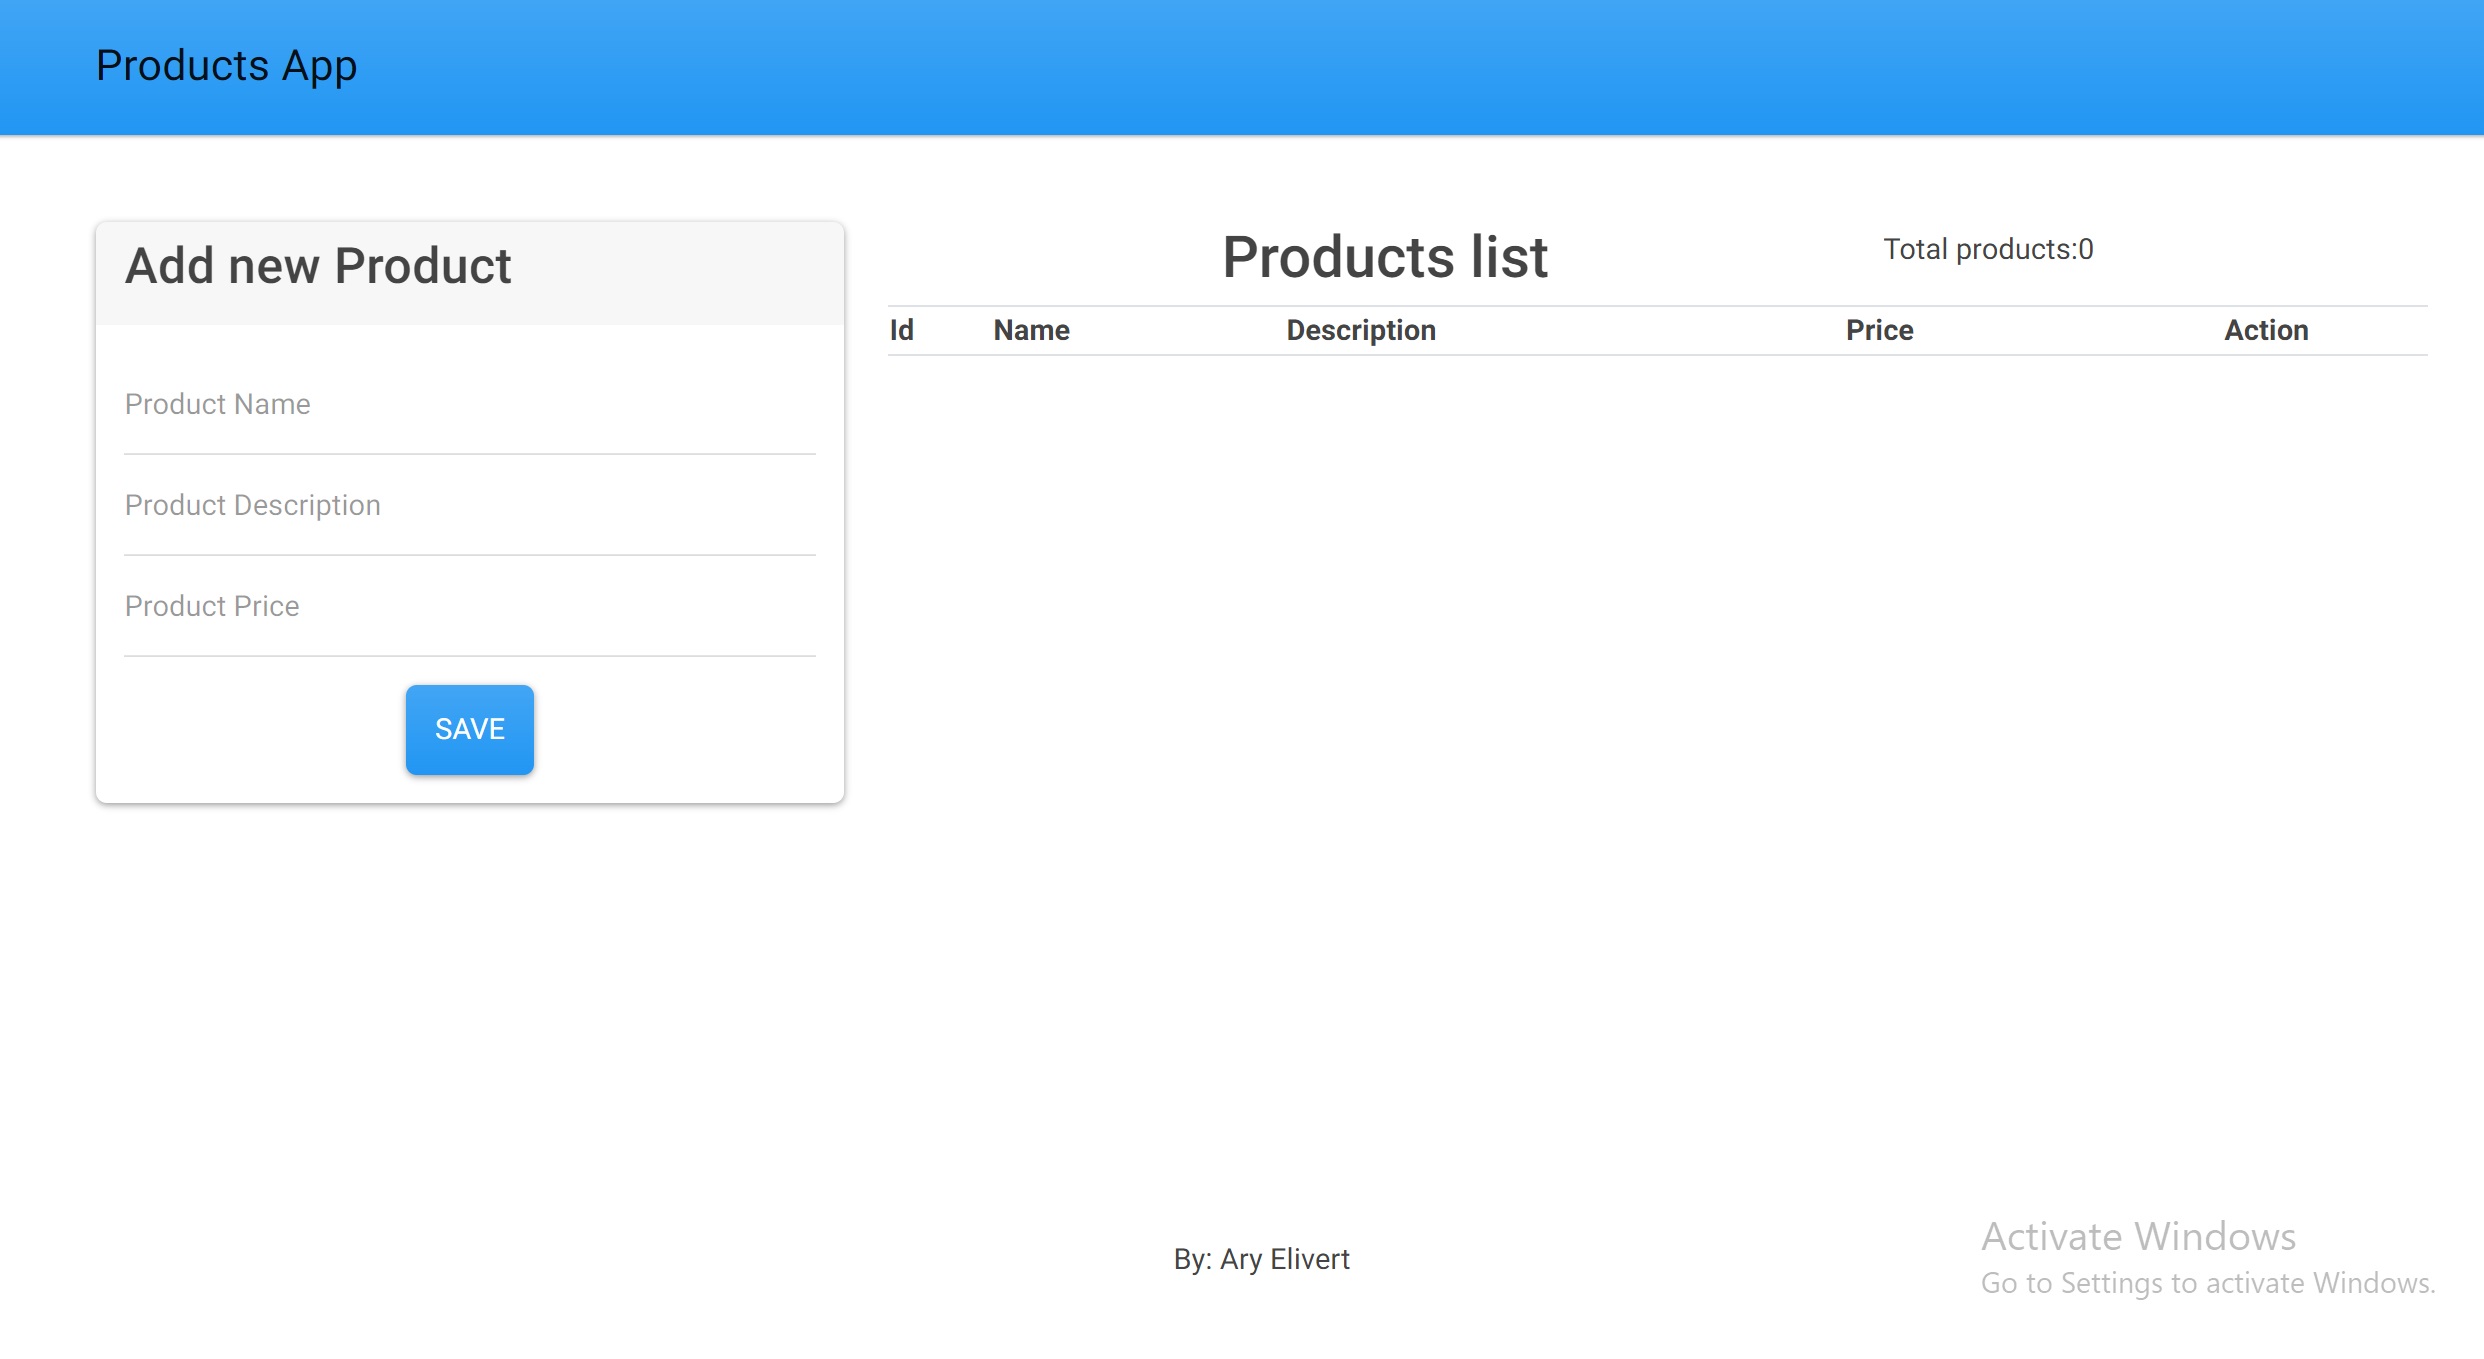 Products App
Add new Product
Product Name
Product Description
Product Price
SAVE
Products list
Total products:0
Id Name Description Price Action
By: Ary Elivert
Activate Windows
Go to Settings to activate Windows.